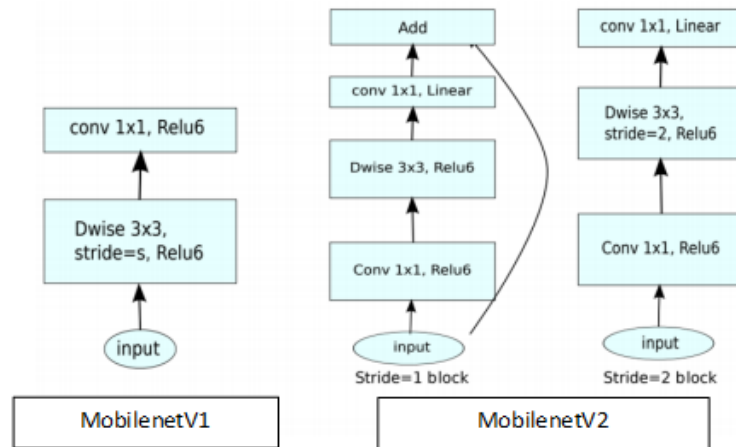 conv 1x1, Relu6
Dwise 3x3,
stride=s, Relu6
input
MobilenetV1
Add
conv 1x1, Linear
Dwise 3x3, Relu6
Conv 1x1, Relu6
input
Stride=1 block
conv 1x1, Linear
Dwise 3x3,
stride=2, Relu6
Conv 1x1, Relu6
input
Stride=2 block
MobilenetV2